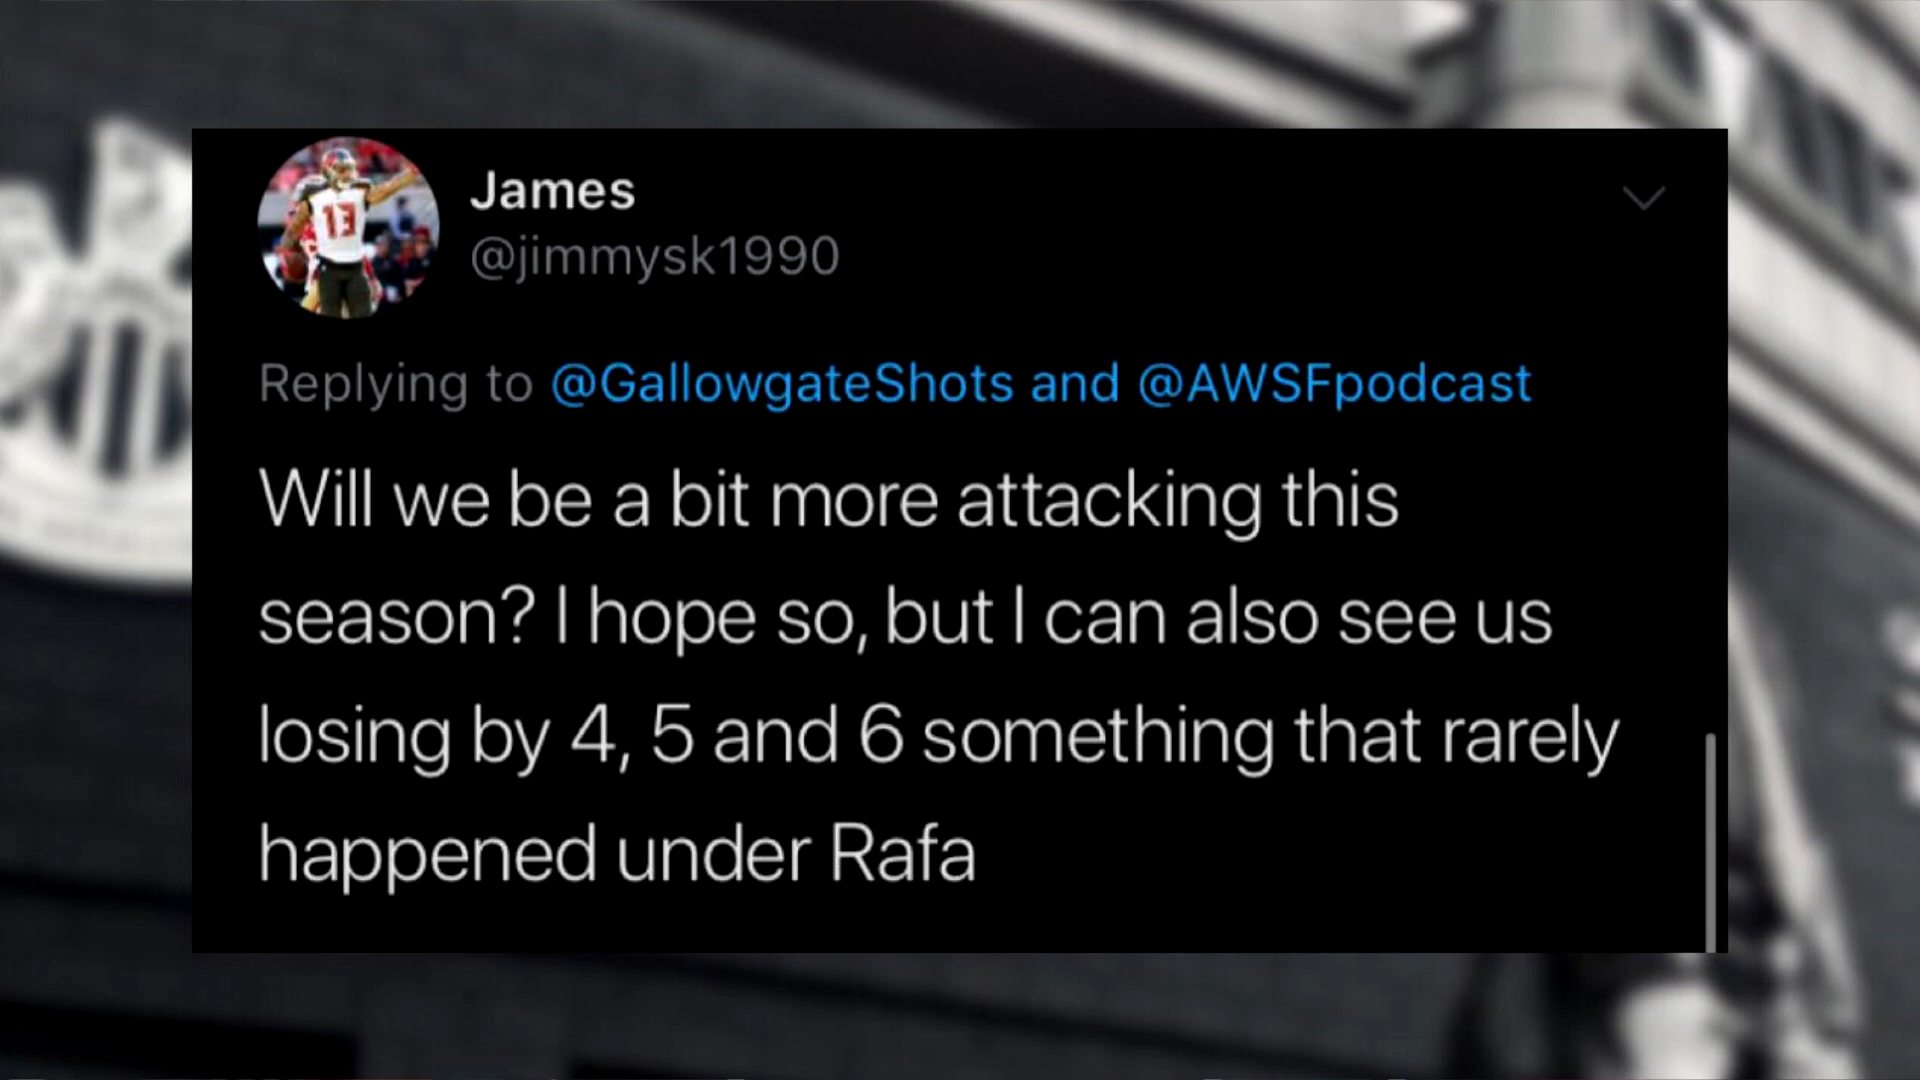 James
@jimmysk1990
Replying to @GallowgateShots and @AWSFpodcast
Will we be a bit more attacking this
season? I hope so, but I can also see us
losing by 4, 5 and 6 something that rarely
happened under Rafa
13